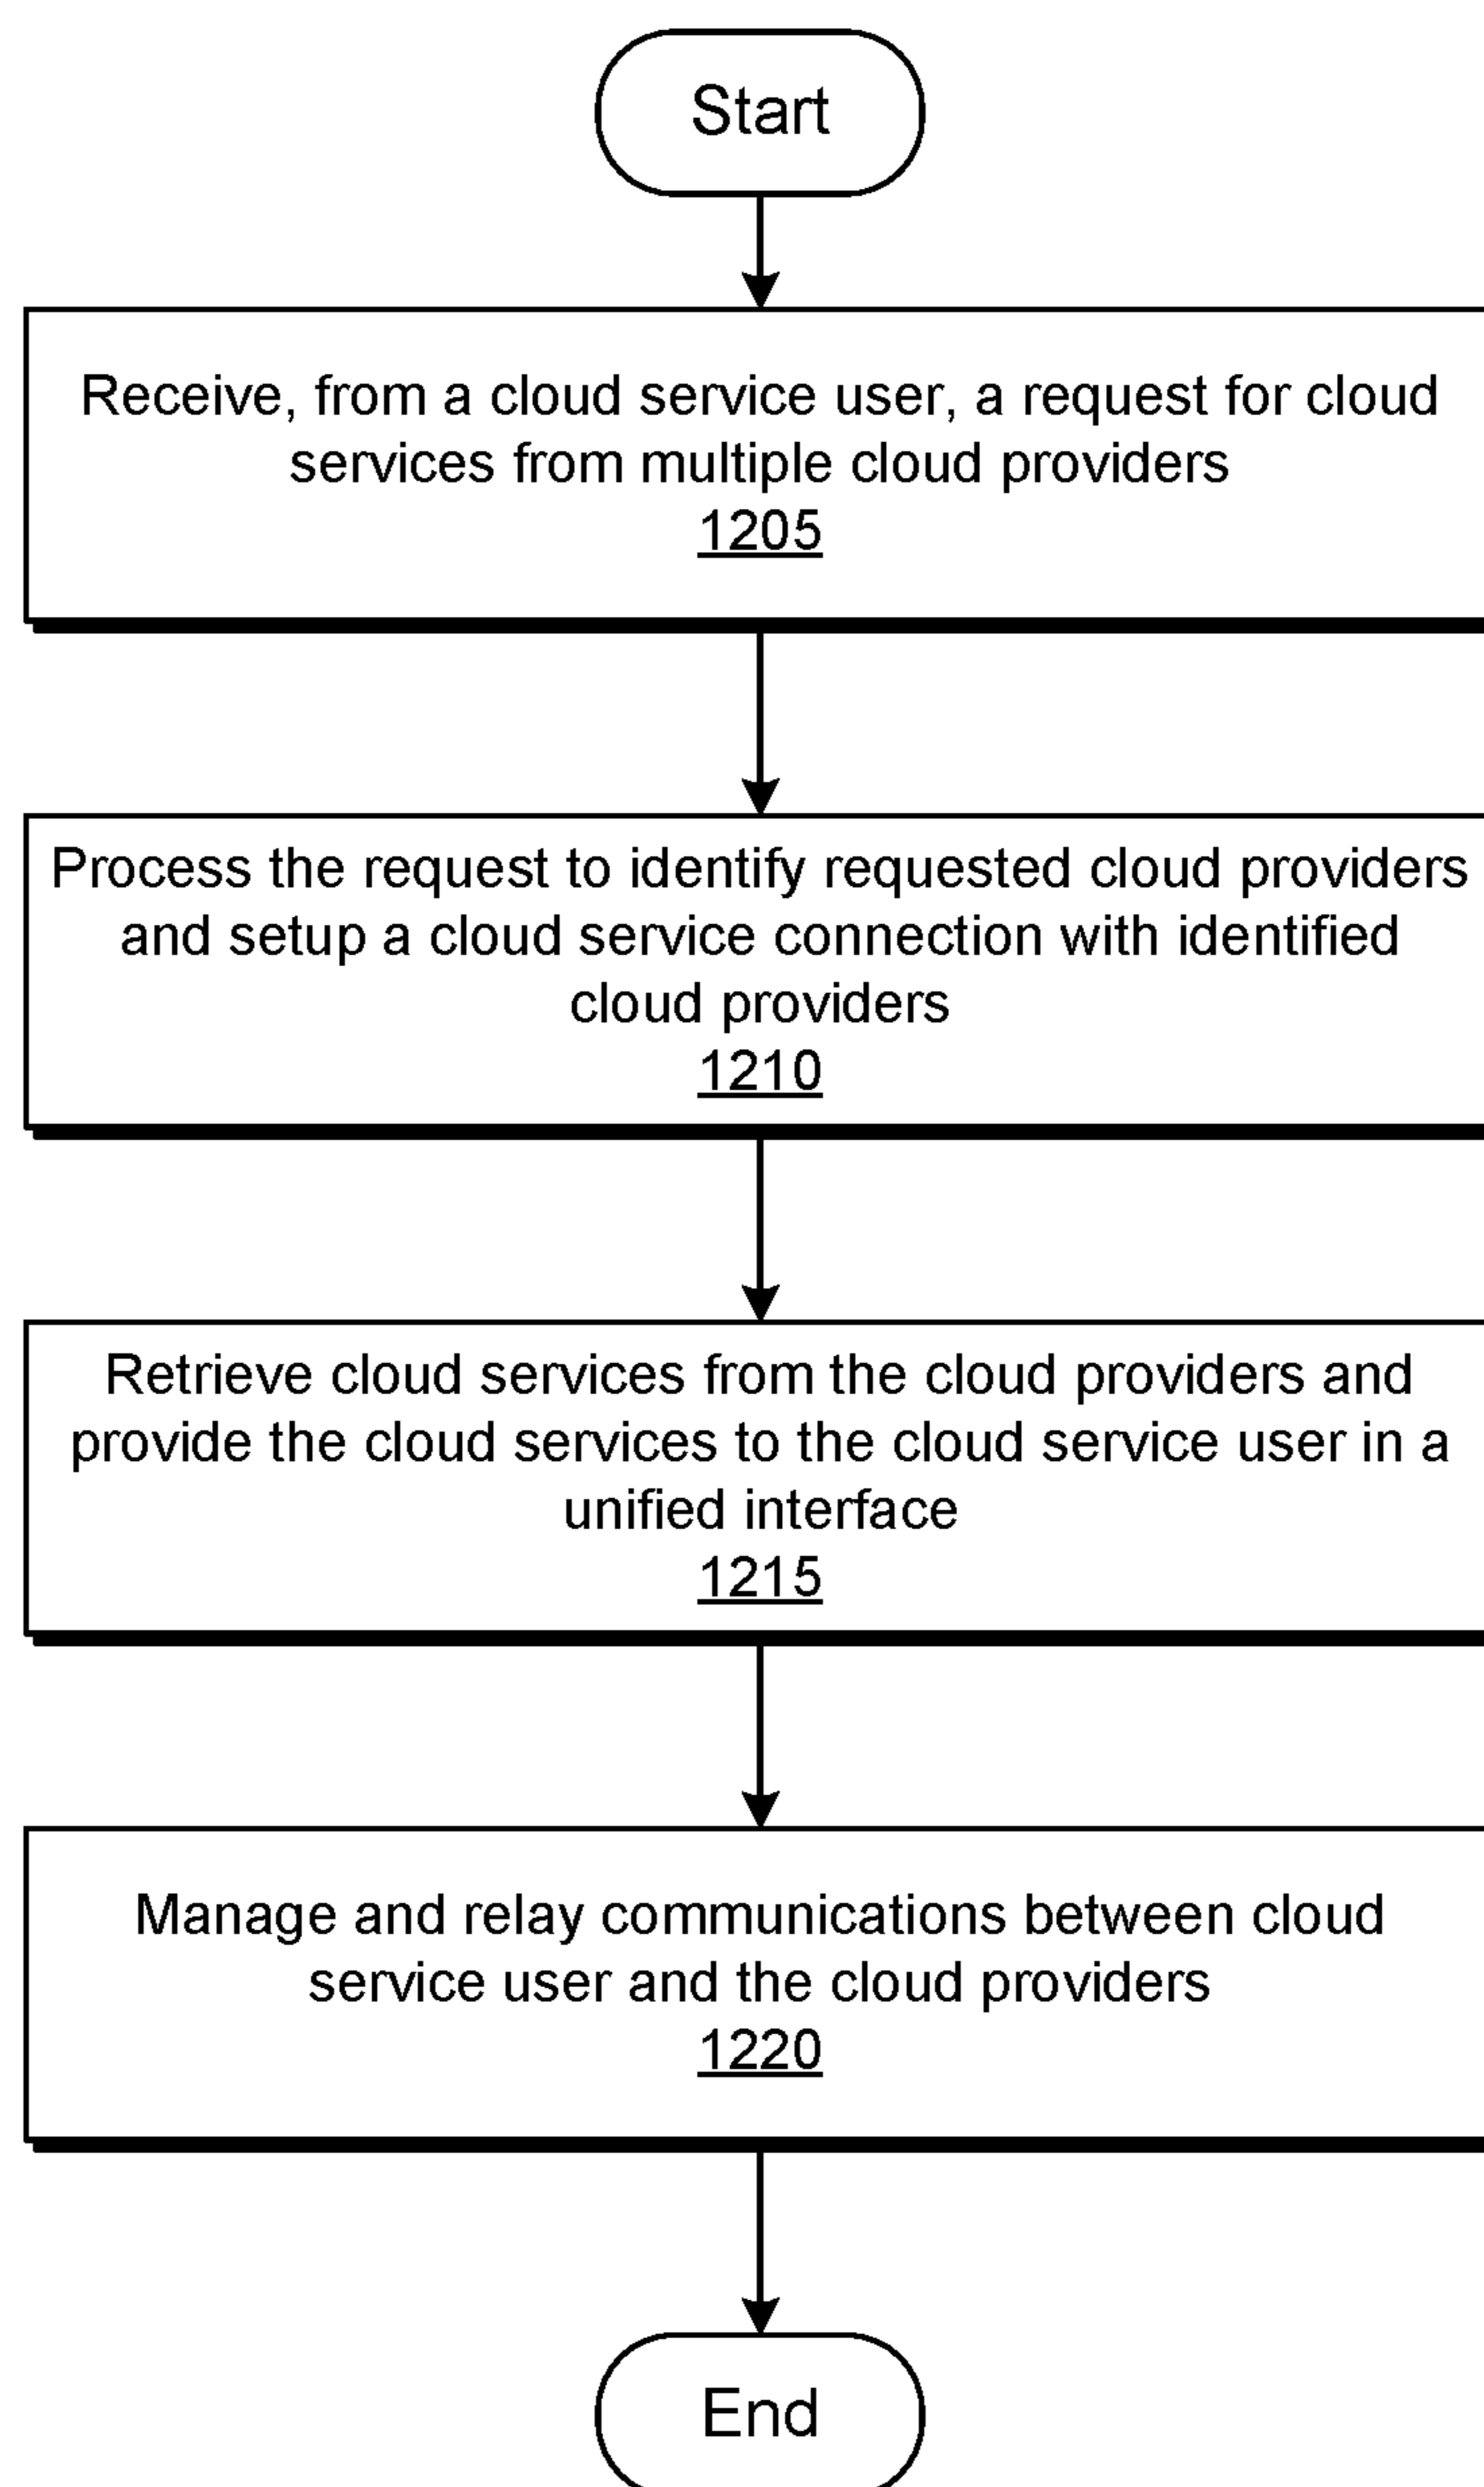 Start
Receive, from a cloud service user, a request for cloud
services from multiple cloud providers
1205
Process the request to identify requested cloud providers
and setup a cloud service connection with identified
cloud providers
1210
Retrieve cloud services from the cloud providers and
provide the cloud services to the cloud service user in a
unified interface
1215
Manage and relay communications between cloud
service user and the cloud providers
1220
End